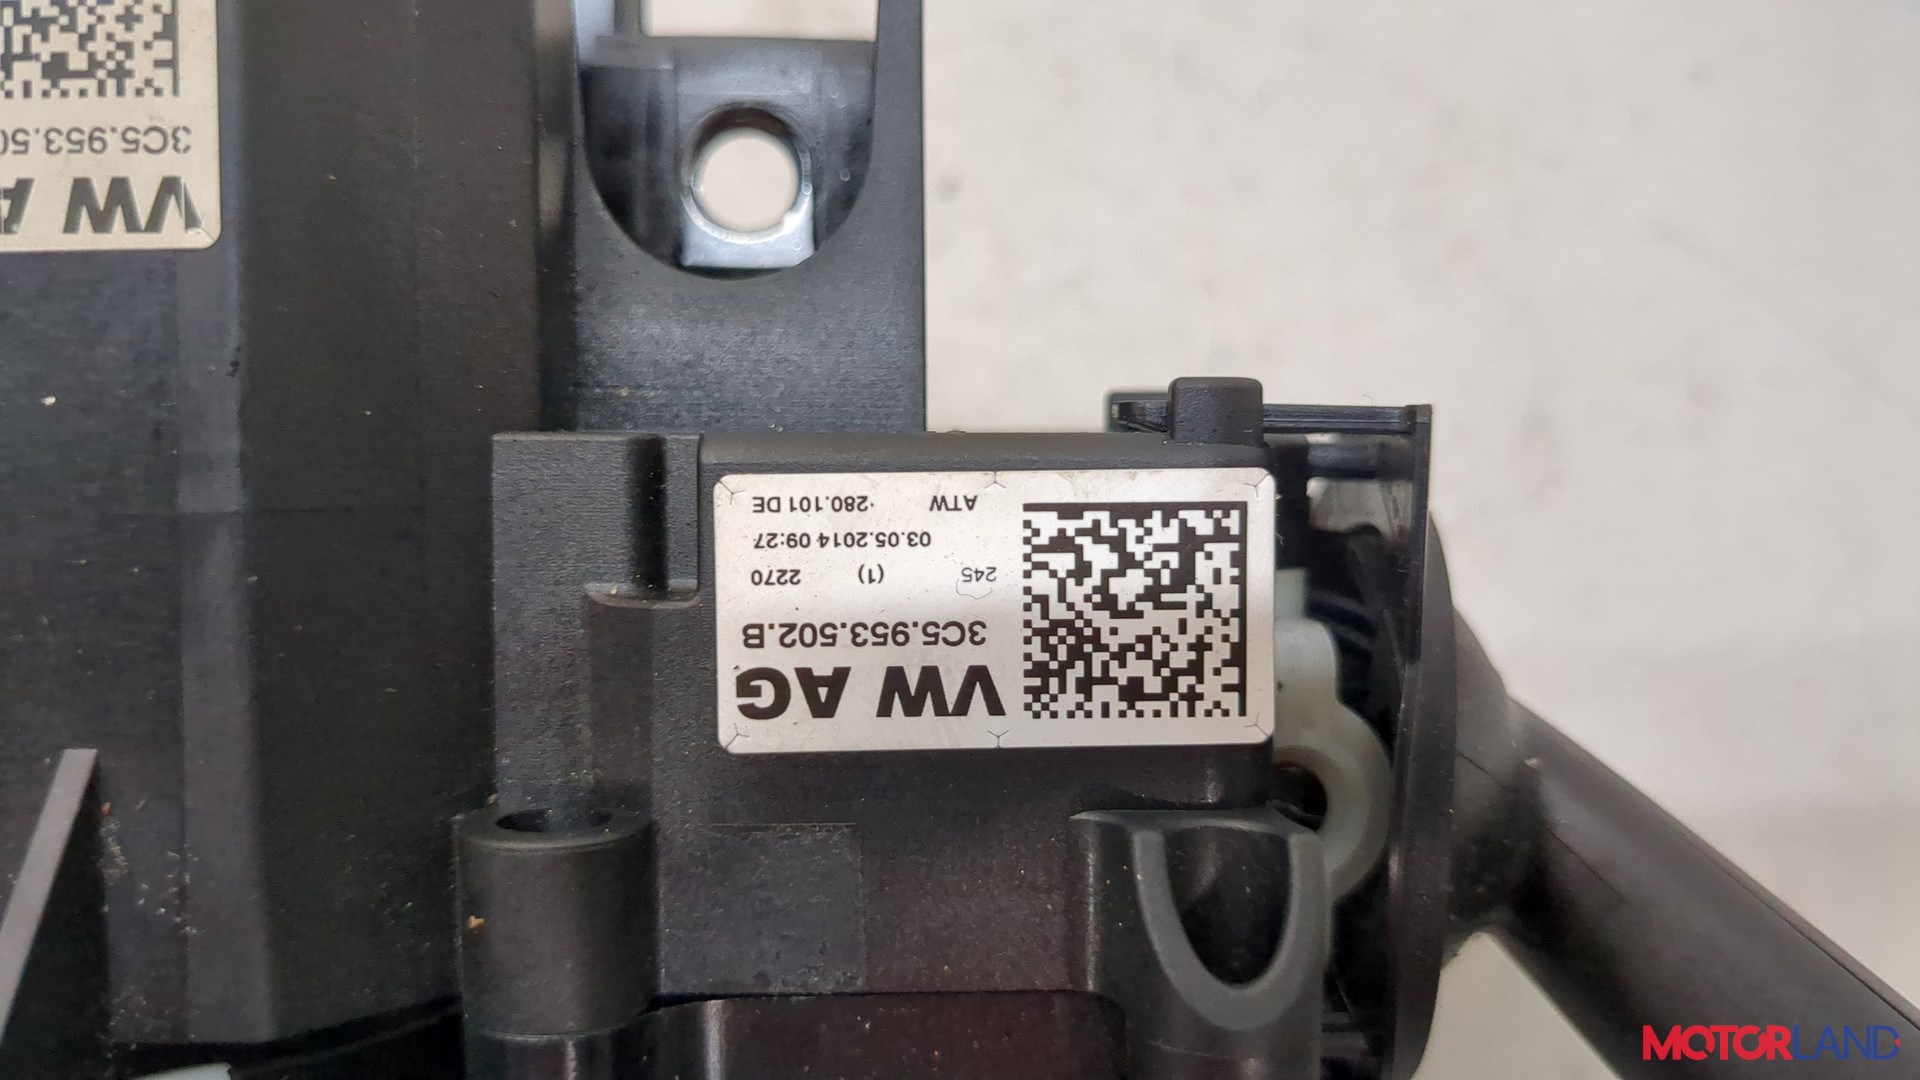 VW AG
3C5.953.502.B
245 (1) 2270
03.05.2014 09:27
ATW 280.101 DE
VW A
3C5.953.50
MOTORLAND